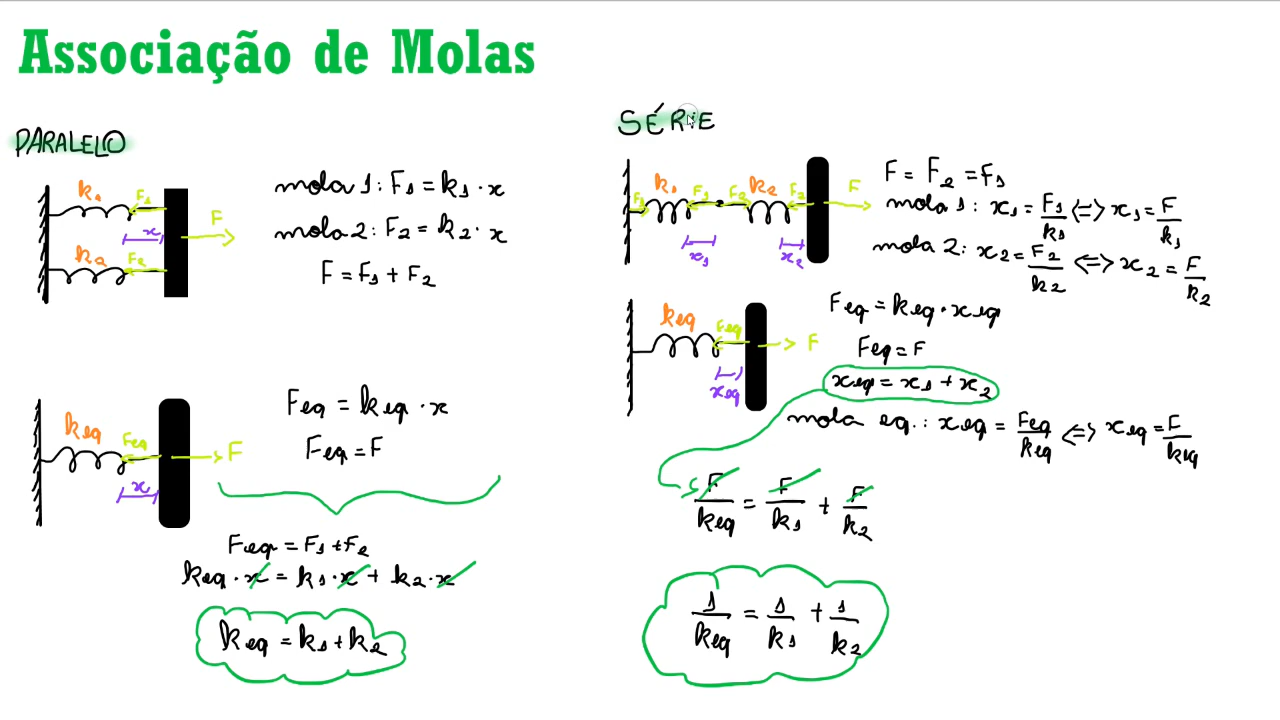 Associação de Molas
PARALELO
k₁ F₁
F
x
k₂ F₂
mola 1: F₁ = k₁ · x
mola 2: F₂ = k₂ · x
F = F₁ + F₂
keq Feq F
x
Feq = keq · x
Feq = F
Feq = F₁ + F₂
keq · x = k₁ · x + k₂ · x
keq = k₁ + k₂
SÉRIE
F₁ k₁ F₁ F₂ k₂ F₂ F
x₁ x₂
F = F₂ = F₁
mola 1: x₁ = F₁/k₁ <=> x₁ = F/k₁
mola 2: x₂ = F₂/k₂ <=> x₂ = F/k₂
keq Feq F
xeq
Feq = keq · xeq
Feq = F
xeq = x₁ + x₂
mola eq.: xeq = Feq/keq <=> xeq = F/keq
F/keq = F/k₁ + F/k₂
1/keq = 1/k₁ + 1/k₂